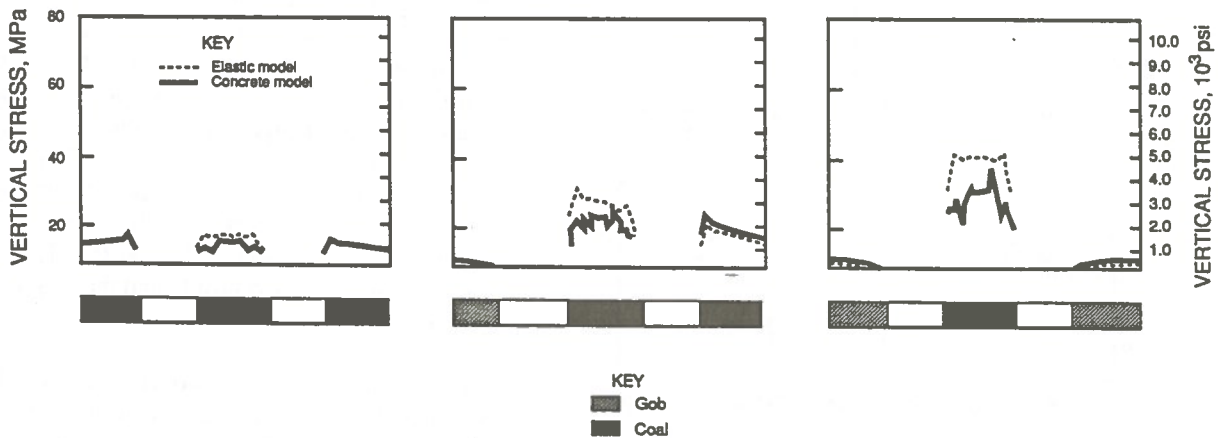 VERTICAL STRESS, MPa
80
60
40
20
KEY
Elastic model
Concrete model
10.0
9.0
8.0
7.0
6.0
5.0
4.0
3.0
2.0
1.0
VERTICAL STRESS, 10³psi
KEY
Gob
Coal